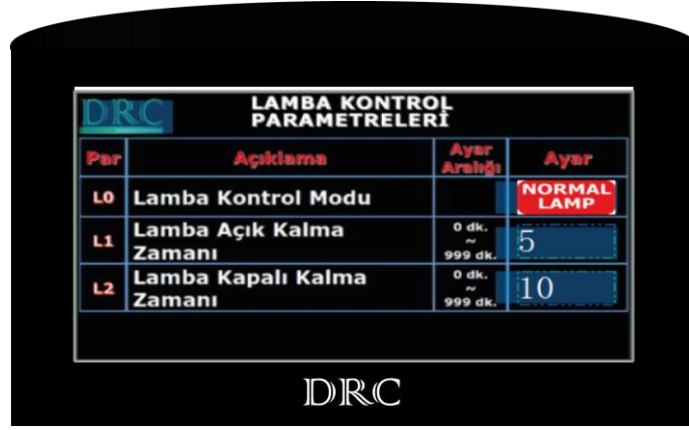 DRC
LAMBA KONTROL
PARAMETRELERİ
Par
Açıklama
Ayar
Aralığı
Ayar
L0
Lamba Kontrol Modu
NORMAL
LAMP
L1
Lamba Açık Kalma
Zamanı
0 dk.
~
999 dk.
5
L2
Lamba Kapalı Kalma
Zamanı
0 dk.
~
999 dk.
10
DRC